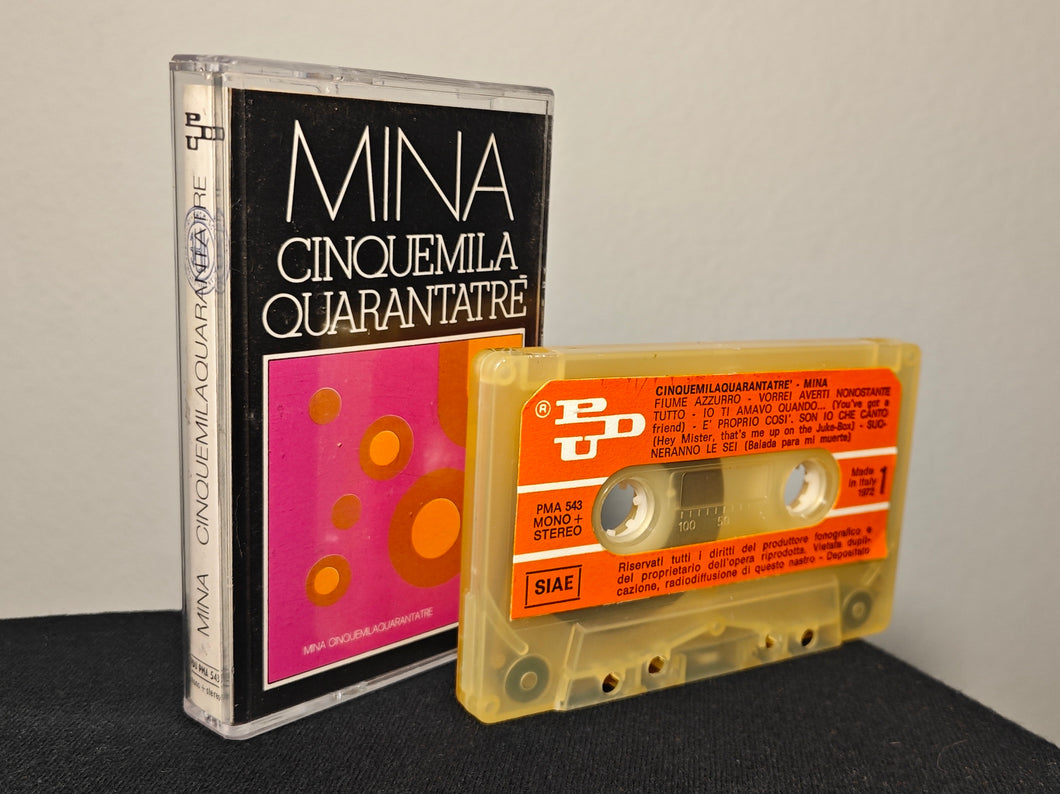 PDU
MINA CINQUEMILAQUARANTATRE
PMA 543
MINA
CINQUEMILA
QUARANTATRÈ
MINA CINQUEMILAQUARANTATRE
® PDU
CINQUEMILAQUARANTATRE' - MINA
FIUME AZZURRO - VORREI AVERTI NONOSTANTE
TUTTO - IO TI AMAVO QUANDO... (You've got a
friend) - E' PROPRIO COSI'. SON IO CHE CANTO
(Hey Mister, that's me up on the Juke-Box) - SUO-
NERANNO LE SEI (Balada para mi muerte)
PMA 543
MONO +
STEREO
100 50
Made
in Italy
1972
1
SIAE
Riservati tutti i diritti del produttore fonografico e
del proprietario dell'opera riprodotta. Vietata dupli-
cazione, radiodiffusione di questo nastro - Depositato